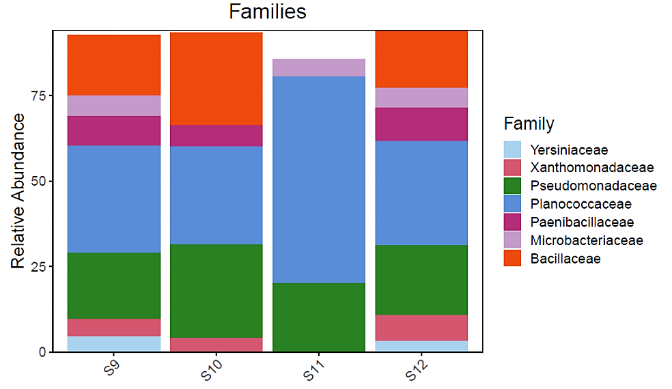 Families
Relative Abundance
75
50
25
0
S9
S10
S11
S12
Family
Yersiniaceae
Xanthomonadaceae
Pseudomonadaceae
Planococcaceae
Paenibacillaceae
Microbacteriaceae
Bacillaceae